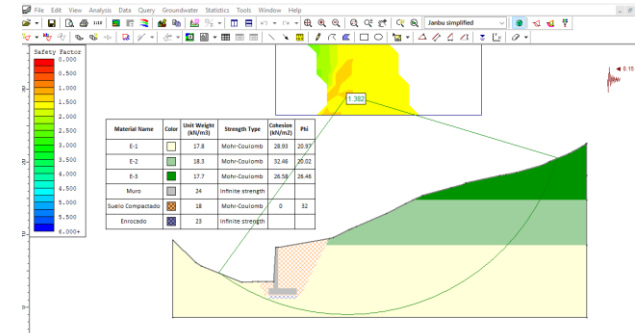 File Edit View Analysis Data Query Groundwater Statistics Tools Window Help
Janbu simplified
Safety Factor
0.000
0.500
1.000
1.500
2.000
2.500
3.000
3.500
4.000
4.500
5.000
5.500
6.000+
1.382
0.15
Material Name Color Unit Weight (kN/m3) Strength Type Cohesion (kN/m2) Phi
E-1 17.8 Mohr-Coulomb 28.93 20.97
E-2 18.3 Mohr-Coulomb 32.46 20.02
E-3 17.7 Mohr-Coulomb 26.58 26.46
Muro 24 Infinite strength
Suelo Compactado 18 Mohr-Coulomb 0 32
Enrocado 23 Infinite strength